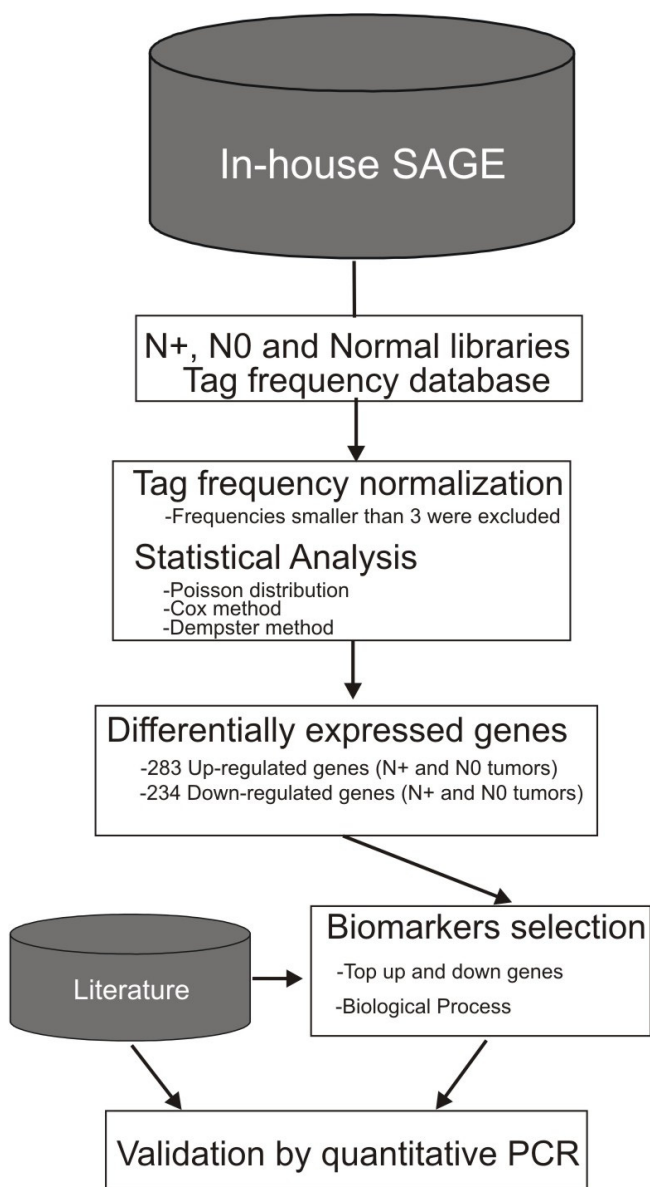 In-house SAGE
N+, N0 and Normal libraries
Tag frequency database
Tag frequency normalization
-Frequencies smaller than 3 were excluded
Statistical Analysis
-Poisson distribution
-Cox method
-Dempster method
Differentially expressed genes
-283 Up-regulated genes (N+ and N0 tumors)
-234 Down-regulated genes (N+ and N0 tumors)
Biomarkers selection
-Top up and down genes
-Biological Process
Literature
Validation by quantitative PCR